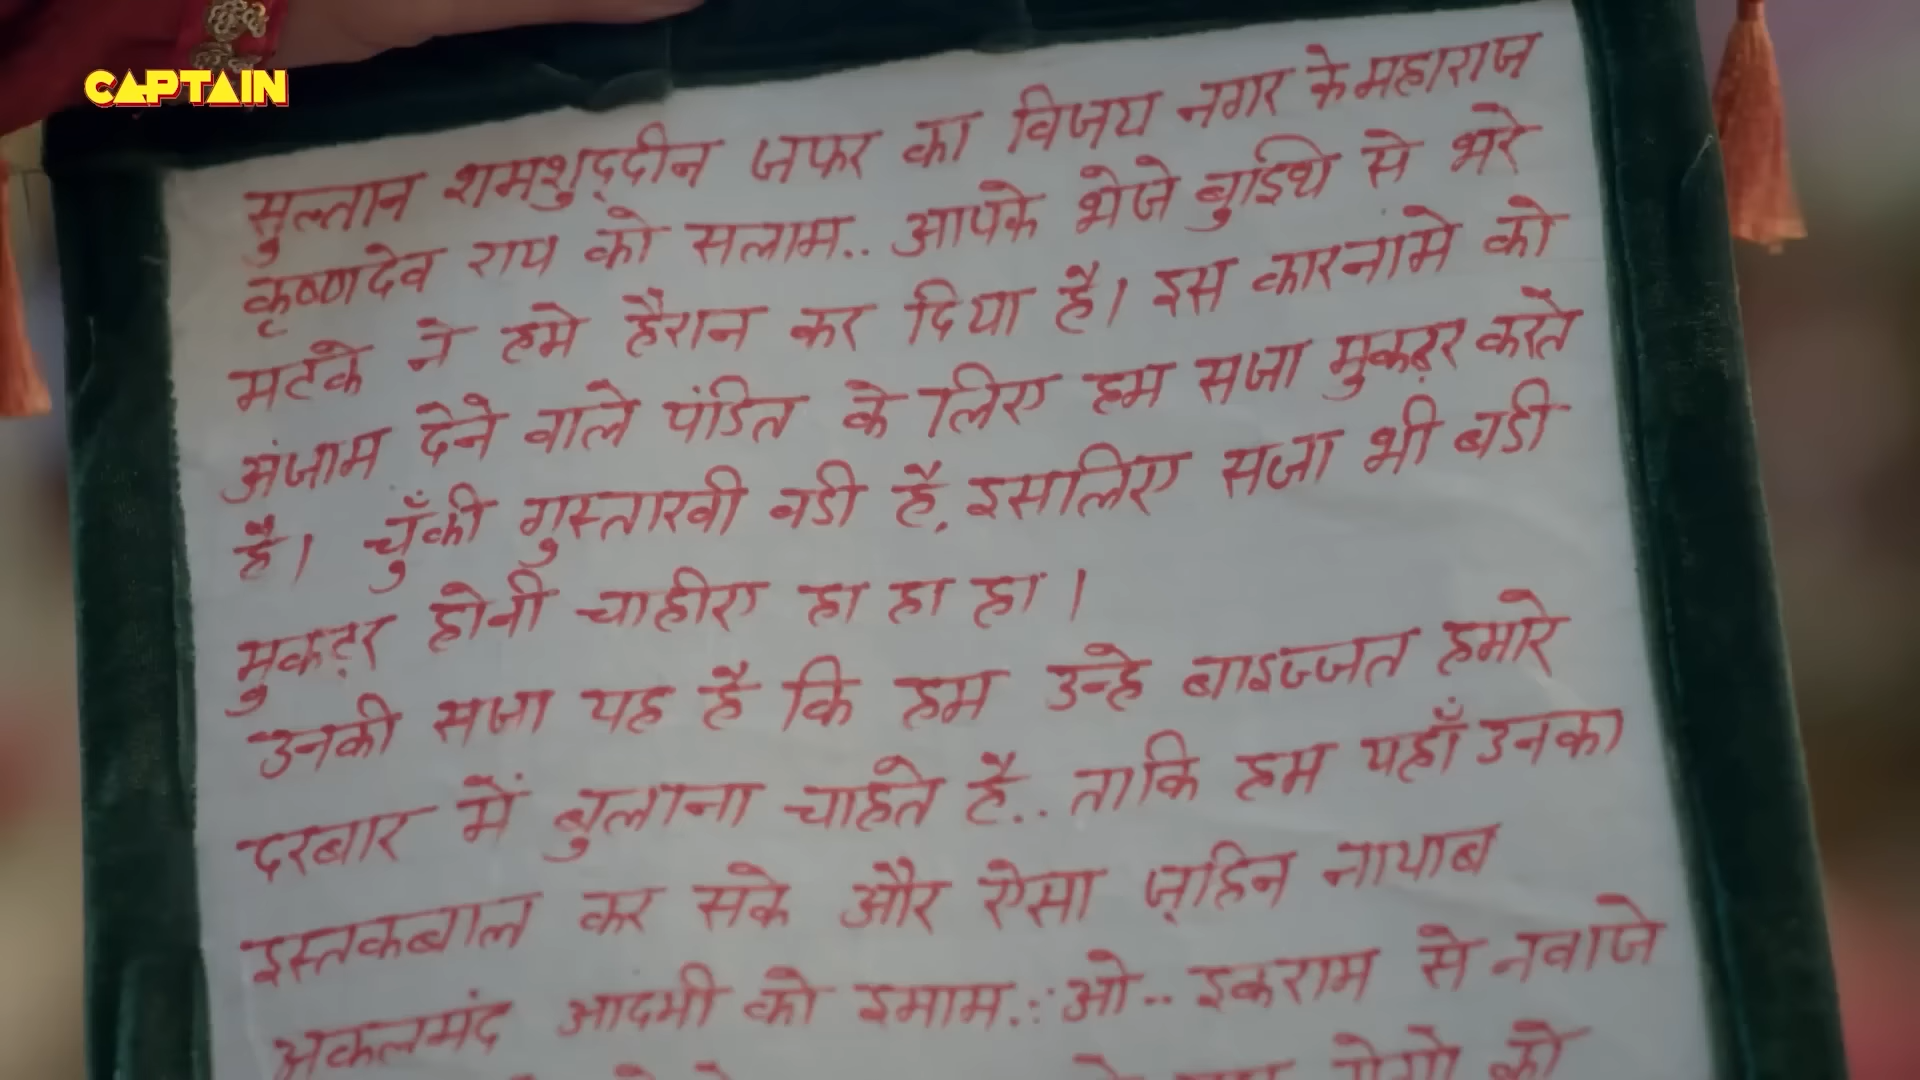 CAPTAIN
सुल्तान शमशुद्दीन जफर का विजय नगर के महाराज
कृष्णदेव राय को सलाम.. आपके भेजे बुध्दि से भरे
मटके ने हमे हैरान कर दिया है। इस कारनामे को
अंजाम देने वाले पंडित के लिए हम सजा मुकर्रर करते
है। चुँकी गुस्ताखी बडी है, इसलिए सजा भी बडी
मुकर्रर होनी चाहीए हा हा हा।
उनकी सजा यह है कि हम उन्हे बाइज्जत हमारे
दरबार में बुलाना चाहते है.. ताकि हम यहाँ उनका
इस्तकबाल कर सके और ऐसा ज़हिन नायाब
अकलमंद आदमी को इमाम..ओ.. इकराम से नवाजे
को